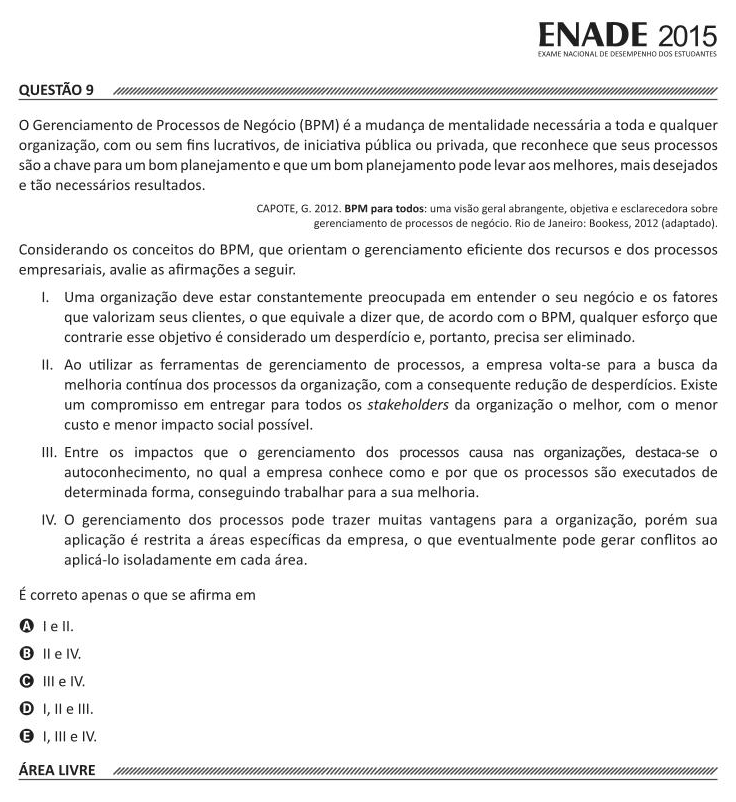 ENADE 2015
EXAME NACIONAL DE DESEMPENHO DOS ESTUDANTES
QUESTÃO 9
O Gerenciamento de Processos de Negócio (BPM) é a mudança de mentalidade necessária a toda e qualquer
organização, com ou sem fins lucrativos, de iniciativa pública ou privada, que reconhece que seus processos
são a chave para um bom planejamento e que um bom planejamento pode levar aos melhores, mais desejados
e tão necessários resultados.
CAPOTE, G. 2012. BPM para todos: uma visão geral abrangente, objetiva e esclarecedora sobre
gerenciamento de processos de negócio. Rio de Janeiro: Bookess, 2012 (adaptado).
Considerando os conceitos do BPM, que orientam o gerenciamento eficiente dos recursos e dos processos
empresariais, avalie as afirmações a seguir.
I. Uma organização deve estar constantemente preocupada em entender o seu negócio e os fatores
que valorizam seus clientes, o que equivale a dizer que, de acordo com o BPM, qualquer esforço que
contrarie esse objetivo é considerado um desperdício e, portanto, precisa ser eliminado.
II. Ao utilizar as ferramentas de gerenciamento de processos, a empresa volta-se para a busca da
melhoria contínua dos processos da organização, com a consequente redução de desperdícios. Existe
um compromisso em entregar para todos os stakeholders da organização o melhor, com o menor
custo e menor impacto social possível.
III. Entre os impactos que o gerenciamento dos processos causa nas organizações, destaca-se o
autoconhecimento, no qual a empresa conhece como e por que os processos são executados de
determinada forma, conseguindo trabalhar para a sua melhoria.
IV. O gerenciamento dos processos pode trazer muitas vantagens para a organização, porém sua
aplicação é restrita a áreas específicas da empresa, o que eventualmente pode gerar conflitos ao
aplicá-lo isoladamente em cada área.
É correto apenas o que se afirma em
A I e II.
B II e IV.
C III e IV.
D I, II e III.
E I, III e IV.
ÁREA LIVRE